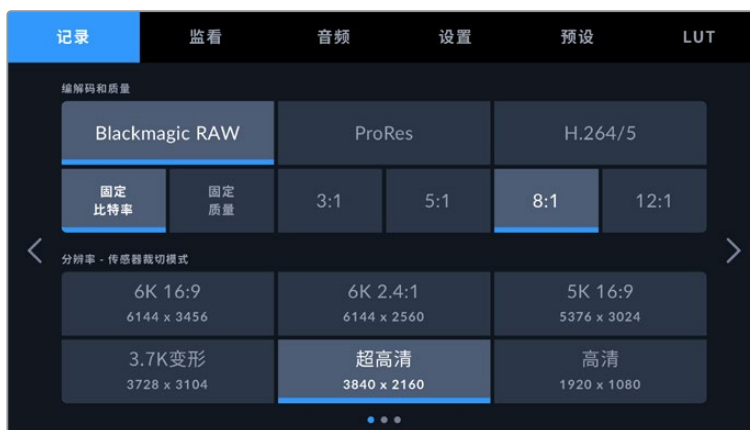 记录 监看 音频 设置 预设 LUT
编解码和质量
Blackmagic RAW ProRes H.264/5
固定 固定
比特率 质量 3:1 5:1 8:1 12:1
分辨率 - 传感器裁切模式
6K 16:9 6K 2.4:1 5K 16:9
6144 x 3456 6144 x 2560 5376 x 3024
3.7K变形 超高清 高清
3728 x 3104 3840 x 2160 1920 x 1080